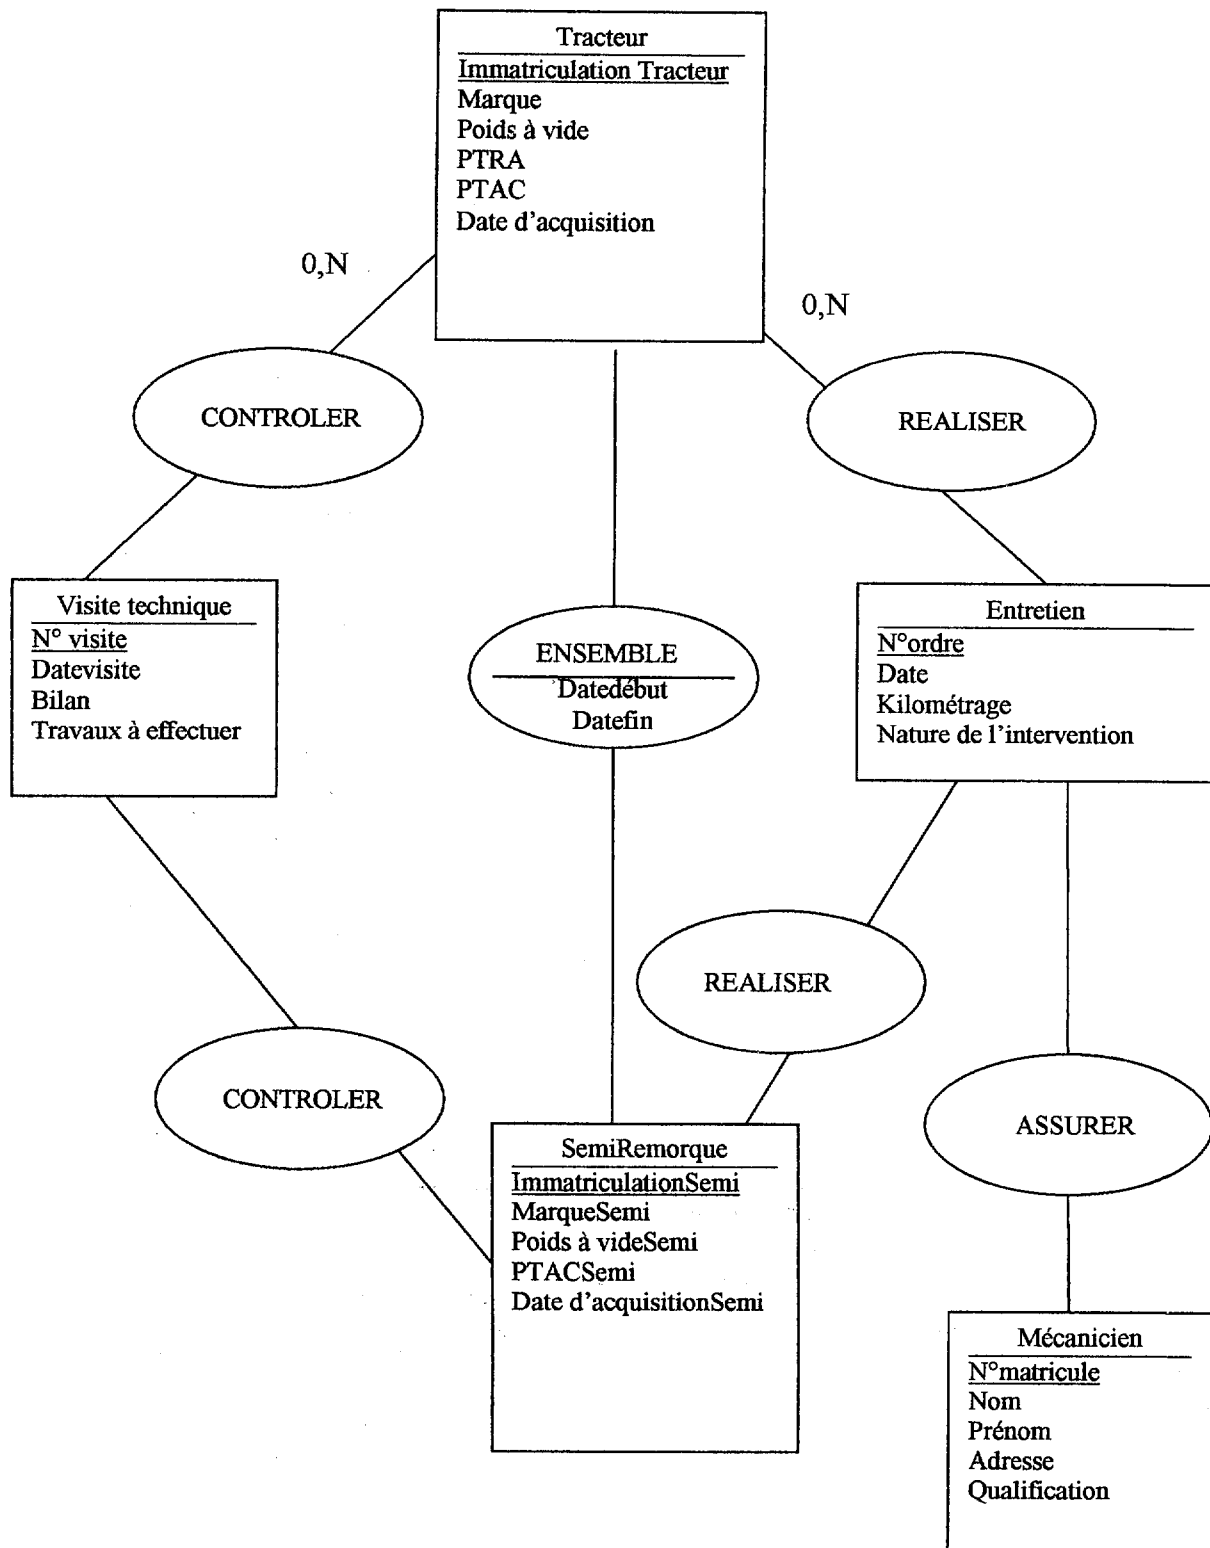 Tracteur
Immatriculation Tracteur
Marque
Poids à vide
PTRA
PTAC
Date d'acquisition
0,N
0,N
CONTROLER
REALISER
Visite technique
N° visite
Datevisite
Bilan
Travaux à effectuer
ENSEMBLE
Datedébut
Datefin
Entretien
N°ordre
Date
Kilométrage
Nature de l'intervention
REALISER
CONTROLER
ASSURER
SemiRemorque
ImmatriculationSemi
MarqueSemi
Poids à videSemi
PTACSemi
Date d'acquisitionSemi
Mécanicien
N°matricule
Nom
Prénom
Adresse
Qualification